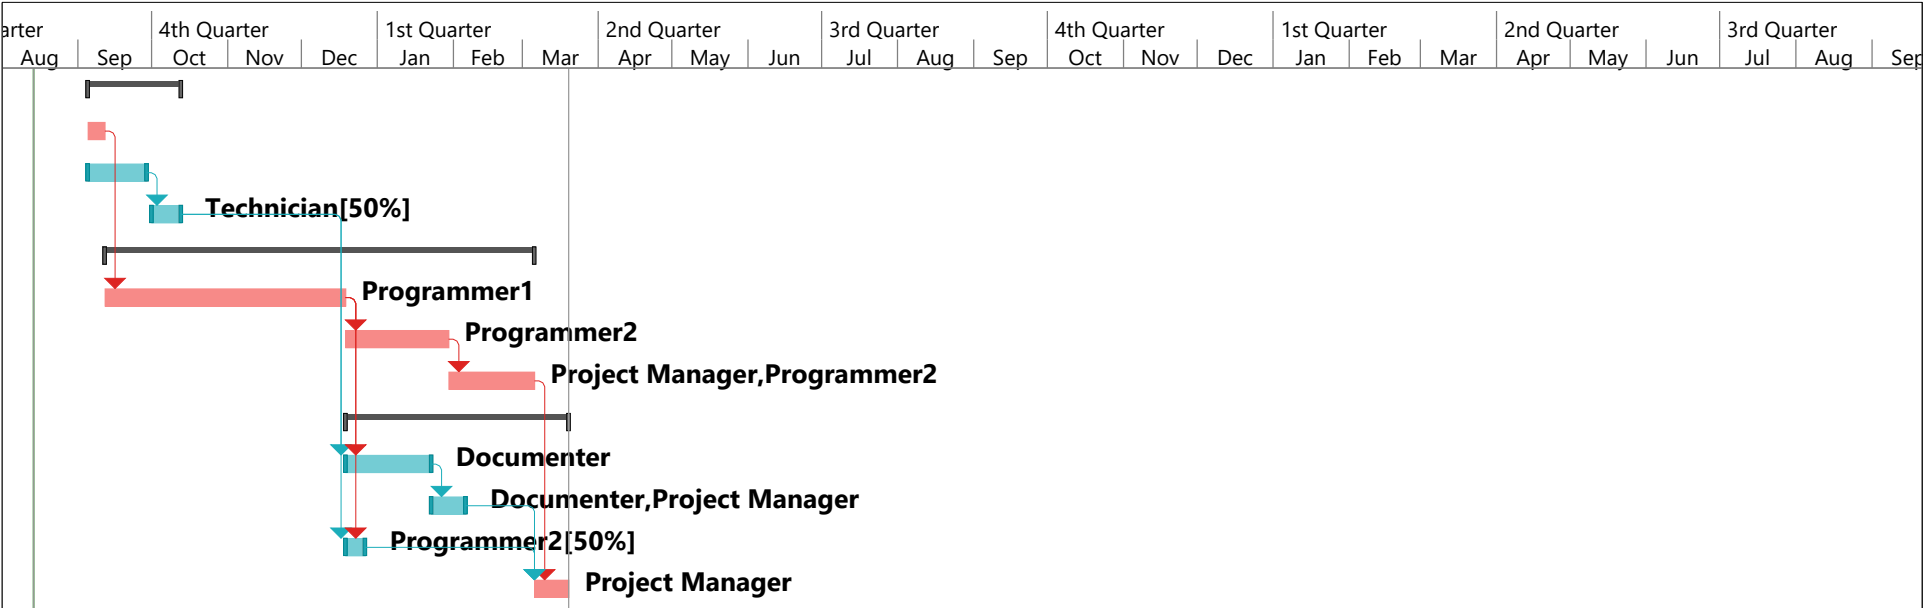 arter 4th Quarter 1st Quarter 2nd Quarter 3rd Quarter 4th Quarter 1st Quarter 2nd Quarter 3rd Quarter
Aug Sep Oct Nov Dec Jan Feb Mar Apr May Jun Jul Aug Sep Oct Nov Dec Jan Feb Mar Apr May Jun Jul Aug Sep
Technician[50%]
Programmer1
Programmer2
Project Manager,Programmer2
Documenter
Documenter,Project Manager
Programmer2[50%]
Project Manager